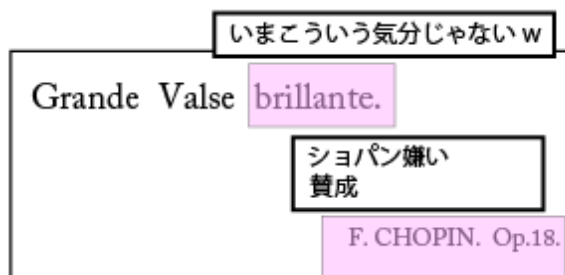 いまこういう気分じゃないw
Grande Valse brillante.
ショパン嫌い
賛成
F. CHOPIN. Op.18.